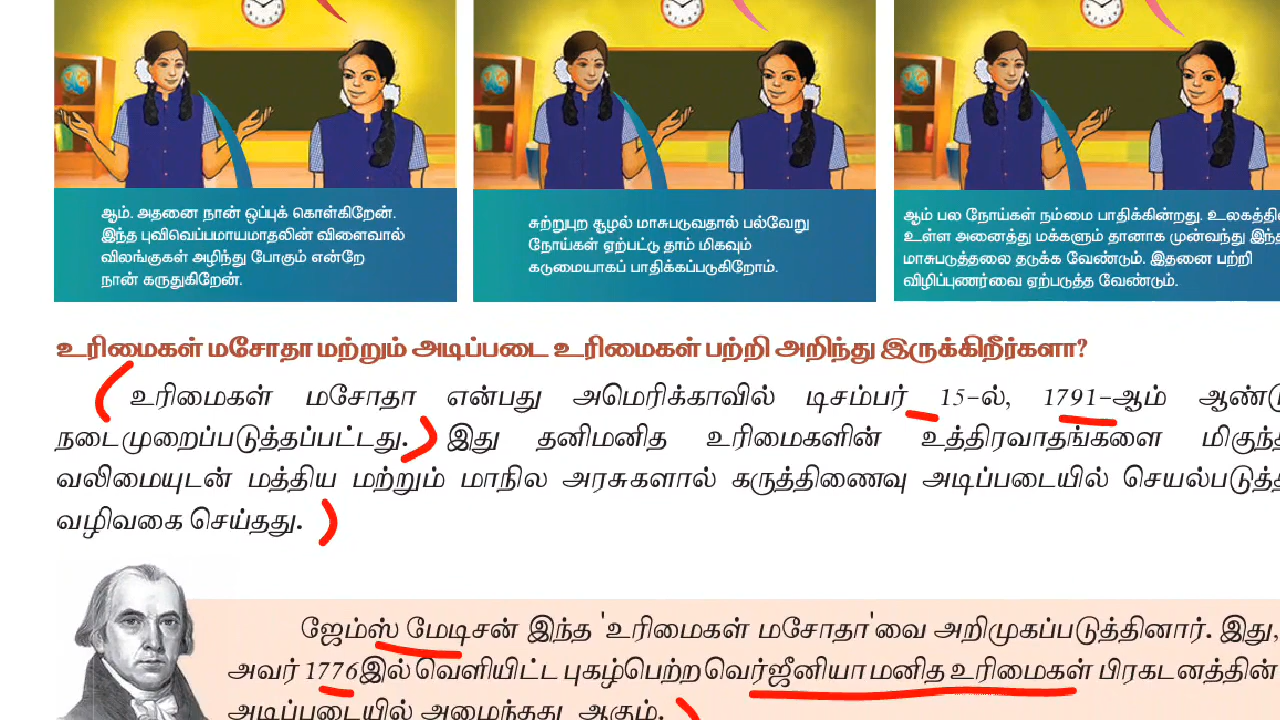 ஆம். அதனை நான் ஒப்புக் கொள்கிறேன்.
இந்த புவிவெப்பமாயமாதலின் விளைவால்
விலங்குகள் அழிந்து போகும் என்றே
நான் கருதுகிறேன்.
சுற்றுபுற சூழல் மாசுபடுவதால் பல்வேறு
நோய்கள் ஏற்பட்டு தாம் மிகவும்
கடுமையாகப் பாதிக்கப்படுகிறோம்.
ஆம் பல நோய்கள் நம்மை பாதிக்கின்றது. உலகத்தில்
உள்ள அனைத்து மக்களும் தானாக முன்வந்து
மாசுபடுத்தலை தடுக்க வேண்டும். இதனை பற்றி
விழிப்புணர்வை ஏற்படுத்த வேண்டும்.
உரிமைகள் மசோதா மற்றும் அடிப்படை உரிமைகள் பற்றி அறிந்து இருக்கிறீர்களா?
உரிமைகள் மசோதா என்பது அமெரிக்காவில் டிசம்பர் 15-ல், 1791-ஆம்
நடைமுறைப்படுத்தப்பட்டது. இது தனிமனித உரிமைகளின் உத்திரவாதங்களை
வலிமையுடன் மத்திய மற்றும் மாநில அரசுகளால் கருத்திணைவு அடிப்படையில்
வழிவகை செய்தது.
ஜேம்ஸ் மேடிசன் இந்த 'உரிமைகள் மசோதா'வை அறிமுகப்படுத்தினார். இது,
அவர் 1776இல் வெளியிட்ட புகழ்பெற்ற வெர்ஜீனியா மனித உரிமைகள் பிரகடனத்தின்
அடிப்படையில் அமைந்தது ஆகும்.